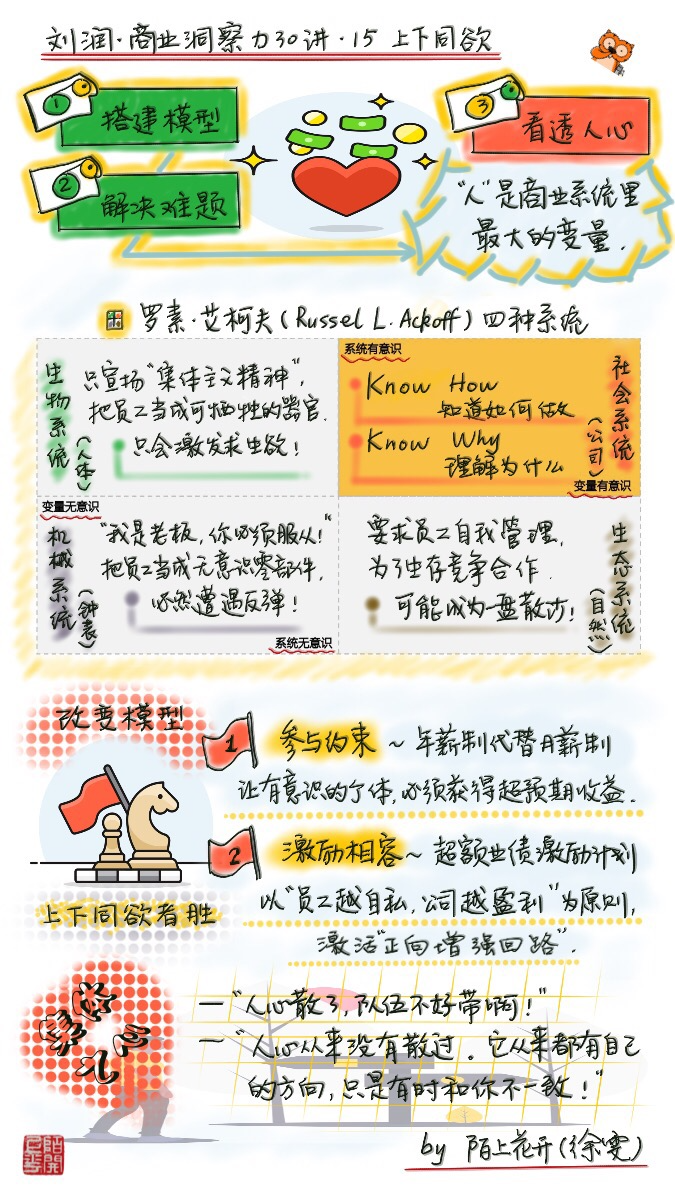 刘润·商业洞察力30讲·15 上下同欲
1
搭建模型
2
解决难题
3
看透人心
“人”是商业系统里
最大的变量.
罗素·艾柯夫(Russel L. Ackoff)四种系统
生物系统
(人体)
只宣扬“集体主义精神”,
把员工当成可牺牲的器官.
只会激发求生欲!
系统有意识
Know How
知道如何做
Know Why
理解为什么
社会系统
(公司)
变量有意识
变量无意识
机械系统
(钟表)
“我是老板,你必须服从!”
把员工当成无意识零部件,
必然遭遇反弹!
系统无意识
要求员工自我管理,
为了生存竞争合作.
可能成为一盘散沙!
生态系统
(自然)
改变模型
上下同欲者胜
1
参与约束~年薪制代替月薪制
让有意识的个体,必须获得超预期收益.
2
激励相容~超额业绩激励计划
以“员工越自私,公司越盈利”为原则,
激活“正向增强回路”.
—“人心散了,队伍不好带啊!”
—“人心从来没有散过.它从来都有自己
的方向,只是有时和你不一致!”
by 陌上花开(徐雯)